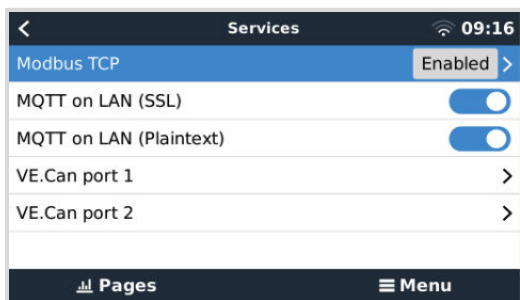 Services 09:16
Modbus TCP Enabled
MQTT on LAN (SSL)
MQTT on LAN (Plaintext)
VE.Can port 1
VE.Can port 2
Pages Menu